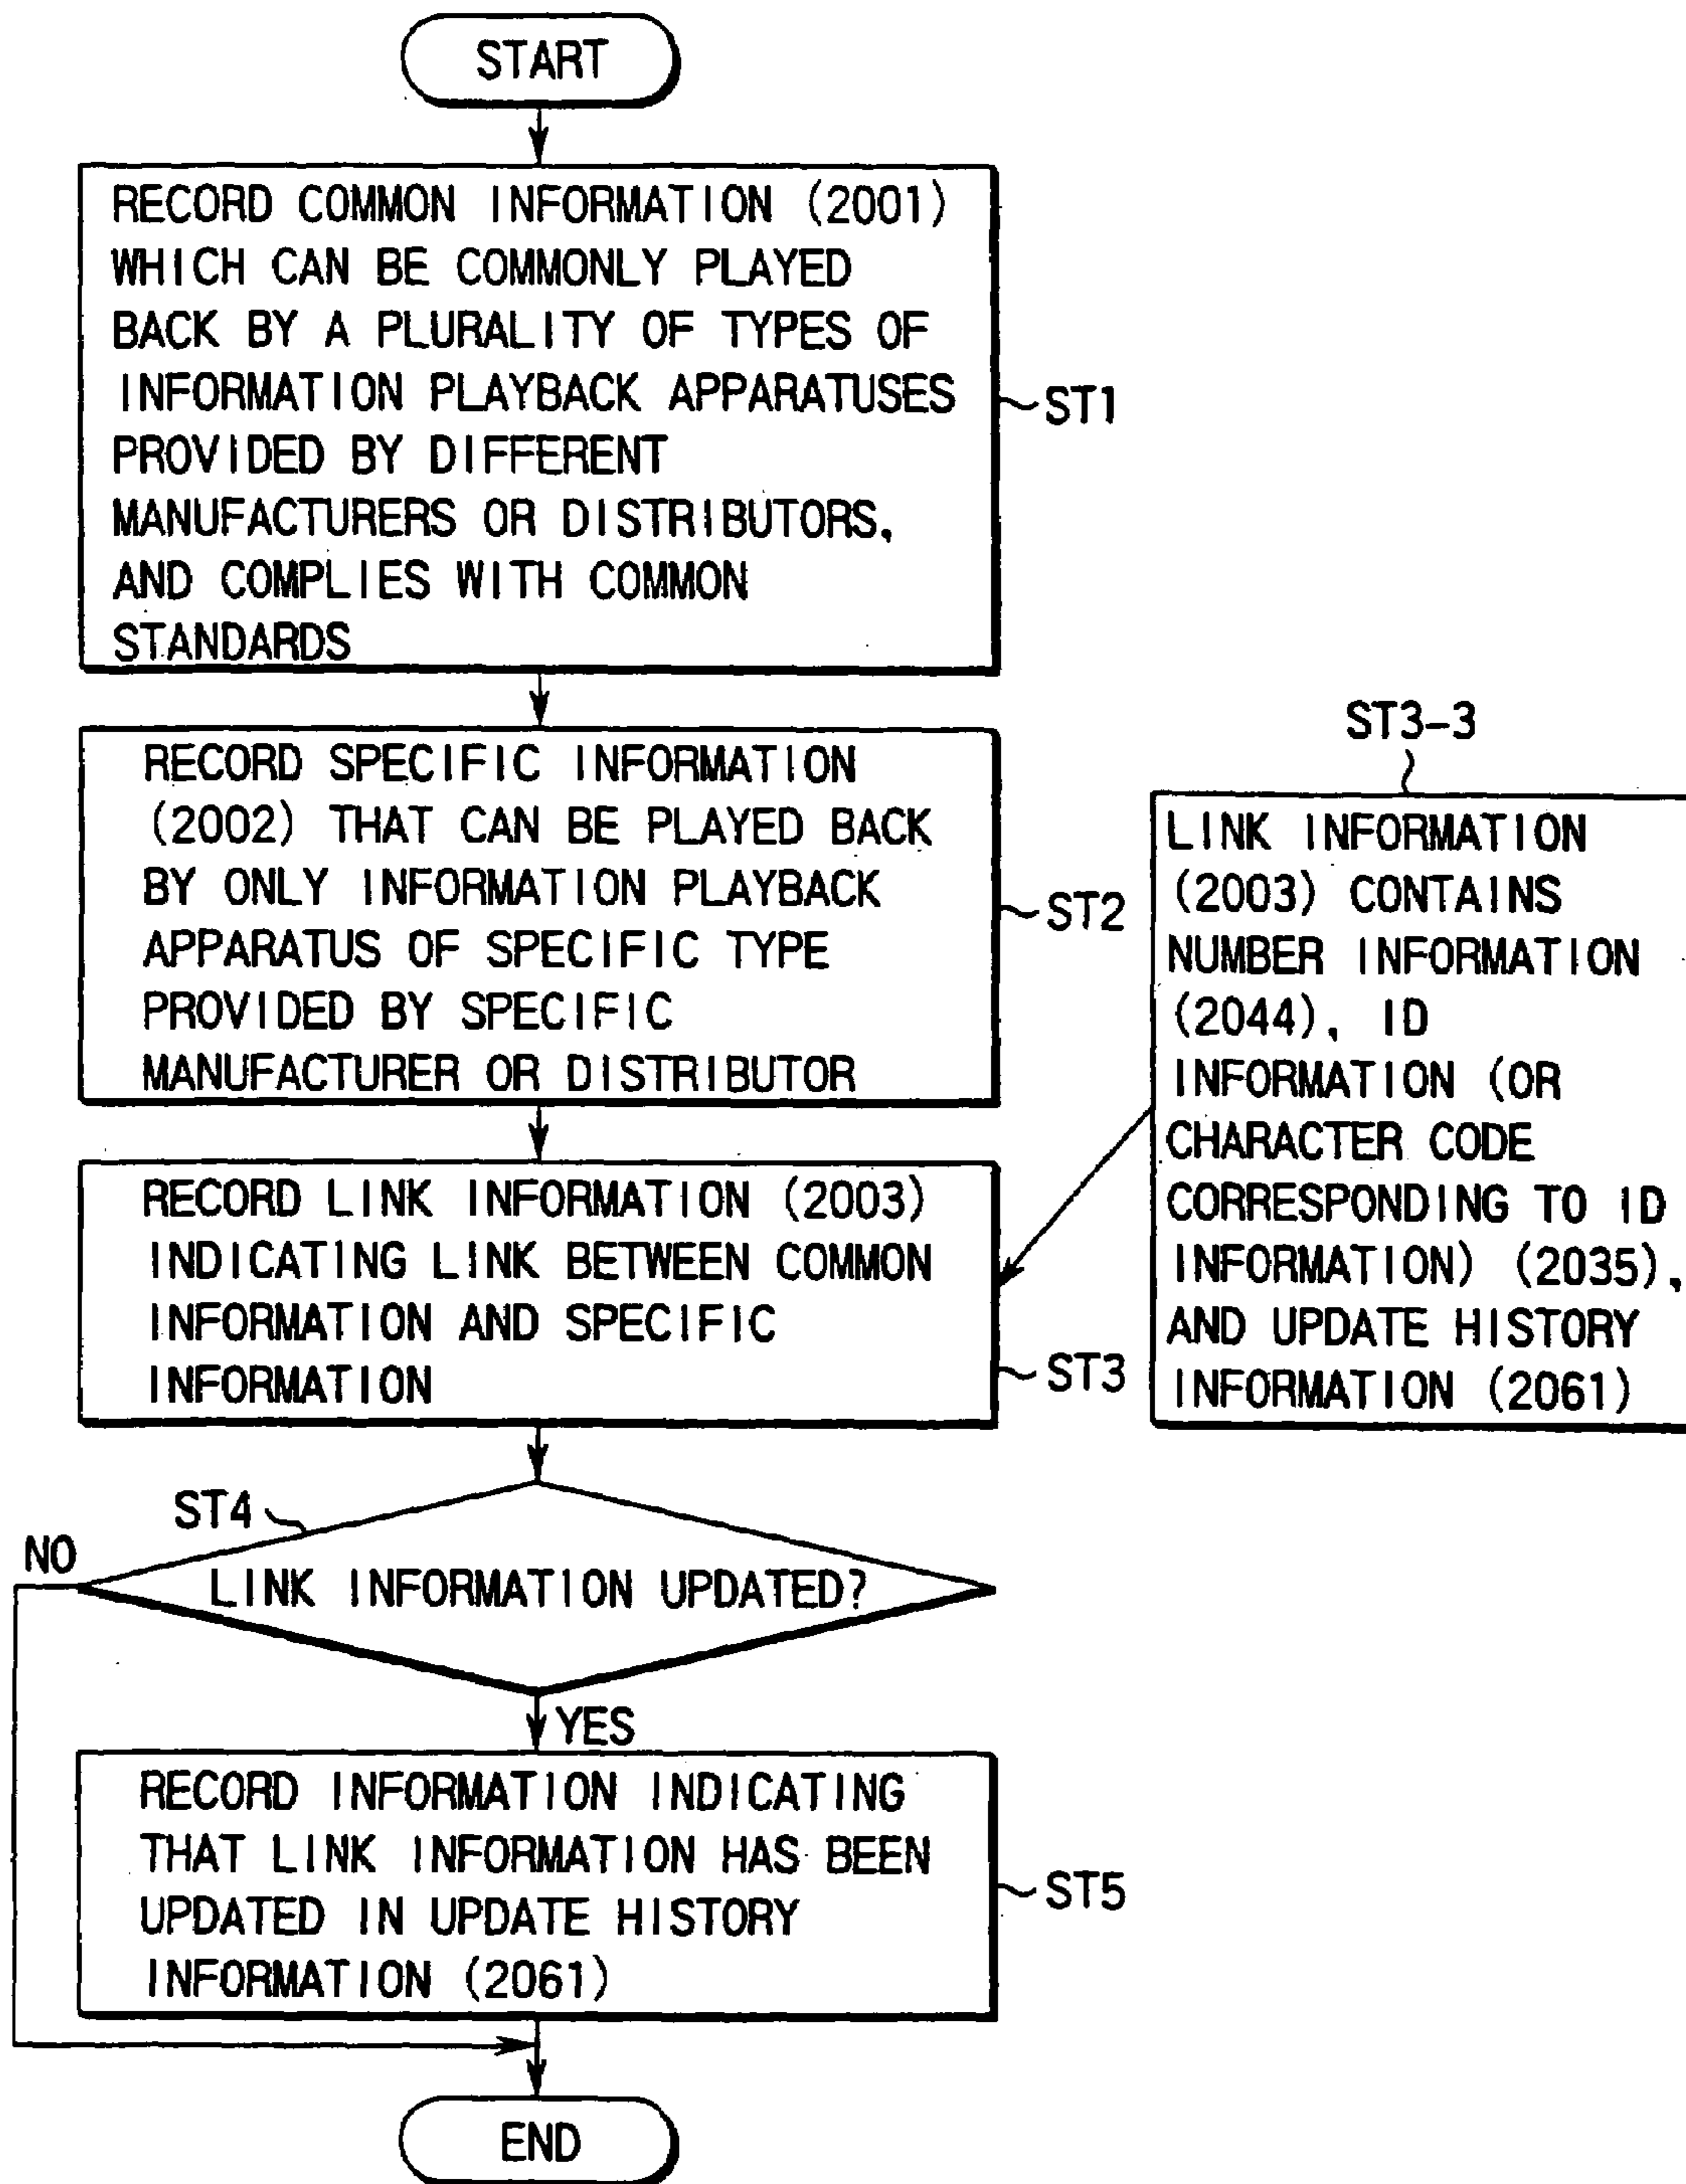 START
RECORD COMMON INFORMATION (2001)
WHICH CAN BE COMMONLY PLAYED
BACK BY A PLURALITY OF TYPES OF
INFORMATION PLAYBACK APPARATUSES
PROVIDED BY DIFFERENT
MANUFACTURERS OR DISTRIBUTORS,
AND COMPLIES WITH COMMON
STANDARDS
ST1
RECORD SPECIFIC INFORMATION
(2002) THAT CAN BE PLAYED BACK
BY ONLY INFORMATION PLAYBACK
APPARATUS OF SPECIFIC TYPE
PROVIDED BY SPECIFIC
MANUFACTURER OR DISTRIBUTOR
ST2
ST3-3
LINK INFORMATION
(2003) CONTAINS
NUMBER INFORMATION
(2044), ID
INFORMATION (OR
CHARACTER CODE
CORRESPONDING TO ID
INFORMATION) (2035),
AND UPDATE HISTORY
INFORMATION (2061)
RECORD LINK INFORMATION (2003)
INDICATING LINK BETWEEN COMMON
INFORMATION AND SPECIFIC
INFORMATION
ST3
ST4
NO
LINK INFORMATION UPDATED?
YES
RECORD INFORMATION INDICATING
THAT LINK INFORMATION HAS BEEN
UPDATED IN UPDATE HISTORY
INFORMATION (2061)
ST5
END